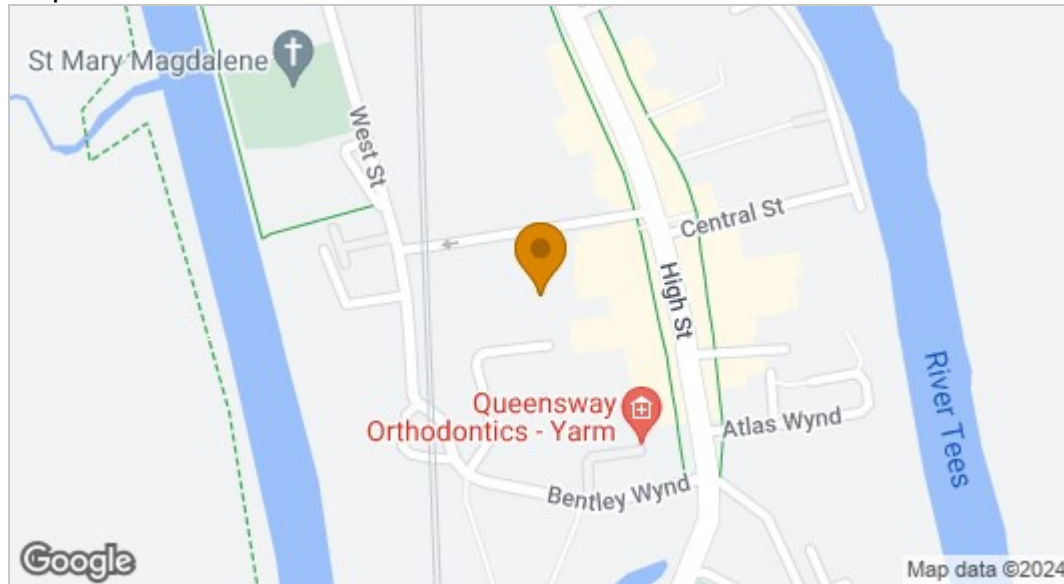 St Mary Magdalene
West St
Central St
High St
Queensway
Orthodontics - Yarm
Atlas Wynd
Bentley Wynd
River Tees
Google
Map data ©2024